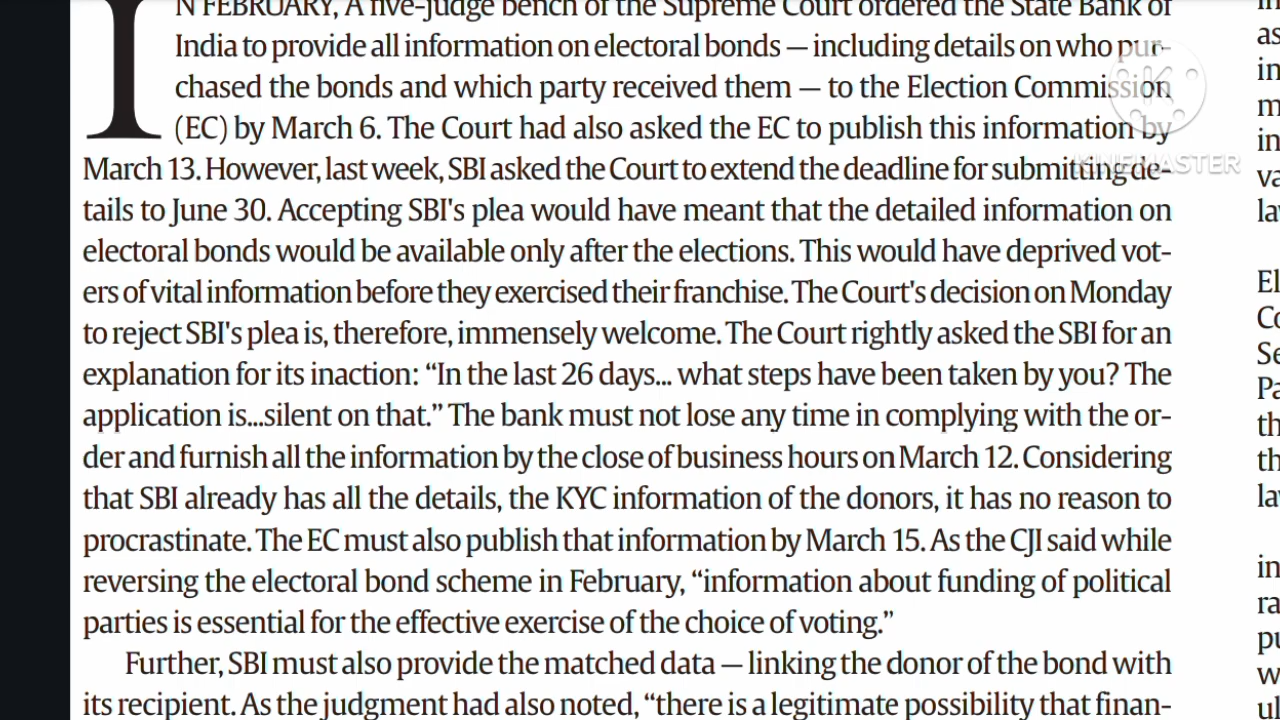 IN FEBRUARY, A five-judge bench of the Supreme Court ordered the State Bank of
India to provide all information on electoral bonds — including details on who pur-
chased the bonds and which party received them — to the Election Commission
(EC) by March 6. The Court had also asked the EC to publish this information by
March 13. However, last week, SBI asked the Court to extend the deadline for submitting de-
tails to June 30. Accepting SBI's plea would have meant that the detailed information on
electoral bonds would be available only after the elections. This would have deprived vot-
ers of vital information before they exercised their franchise. The Court's decision on Monday
to reject SBI's plea is, therefore, immensely welcome. The Court rightly asked the SBI for an
explanation for its inaction: “In the last 26 days... what steps have been taken by you? The
application is...silent on that.” The bank must not lose any time in complying with the or-
der and furnish all the information by the close of business hours on March 12. Considering
that SBI already has all the details, the KYC information of the donors, it has no reason to
procrastinate. The EC must also publish that information by March 15. As the CJI said while
reversing the electoral bond scheme in February, “information about funding of political
parties is essential for the effective exercise of the choice of voting.”
Further, SBI must also provide the matched data — linking the donor of the bond with
its recipient. As the judgment had also noted, “there is a legitimate possibility that finan-
K
KINEMASTER